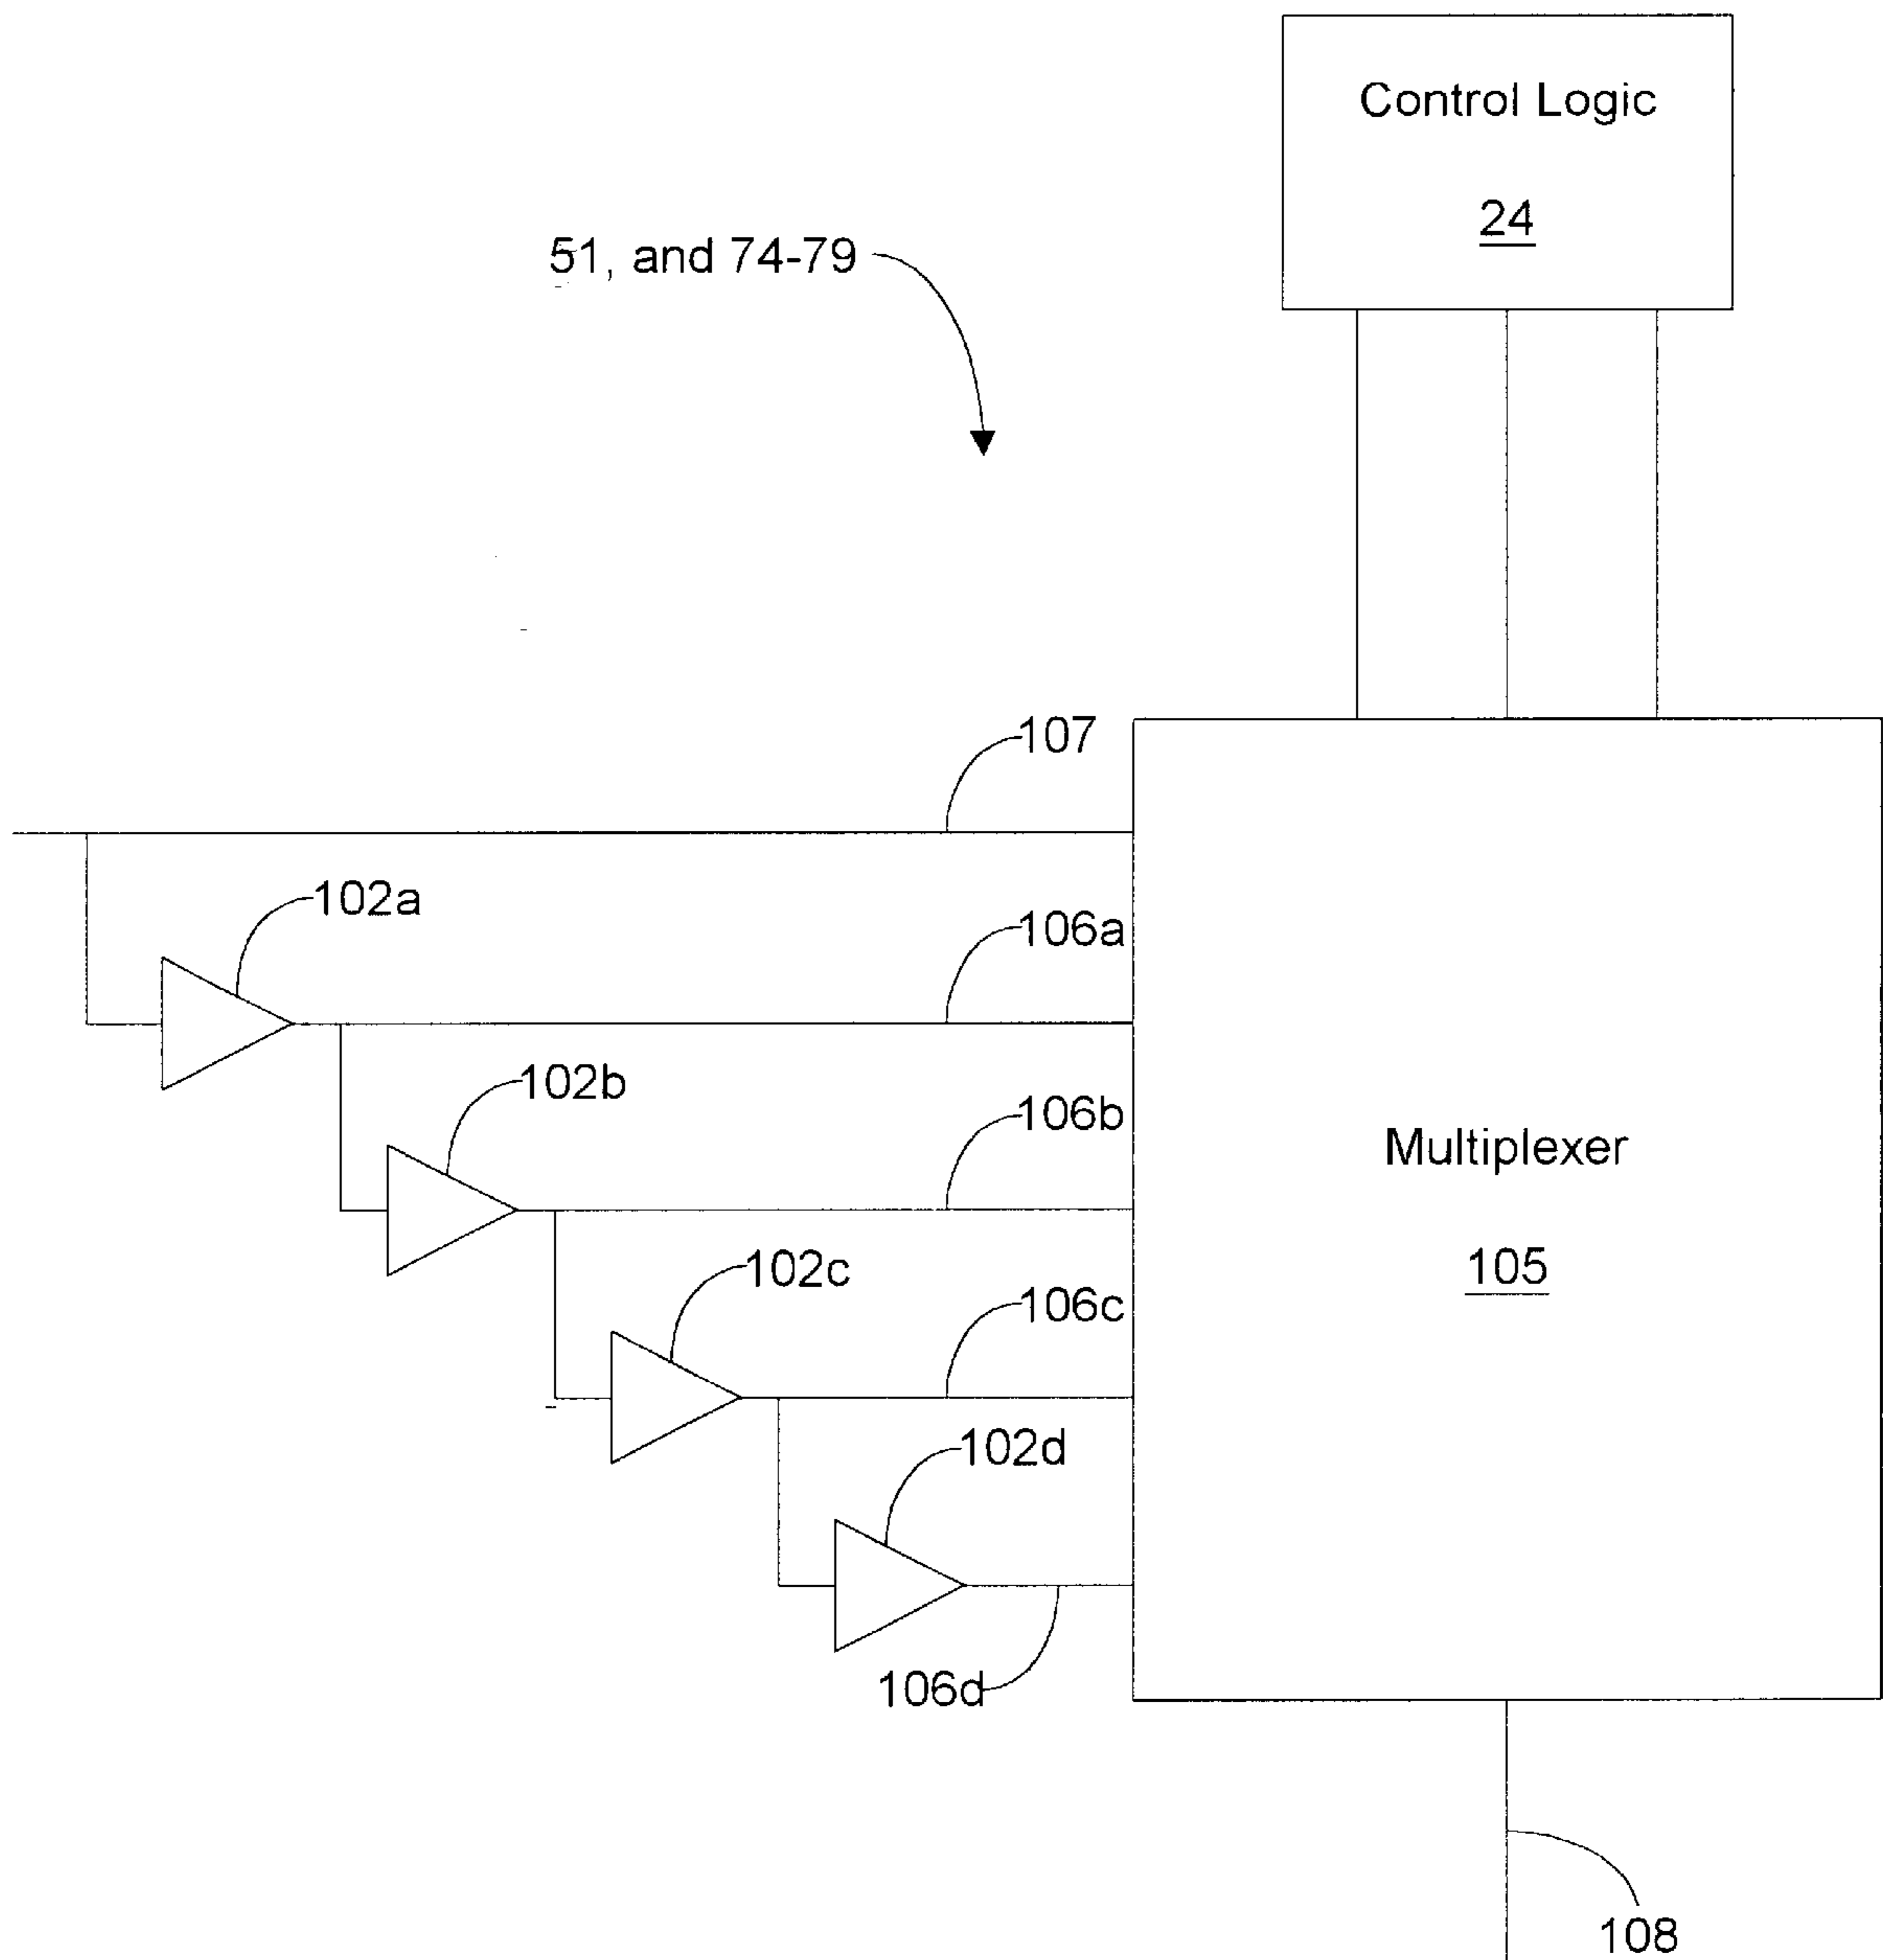 Control Logic
24
51, and 74-79
107
102a
106a
102b
106b
Multiplexer
102c
105
106c
102d
106d
108